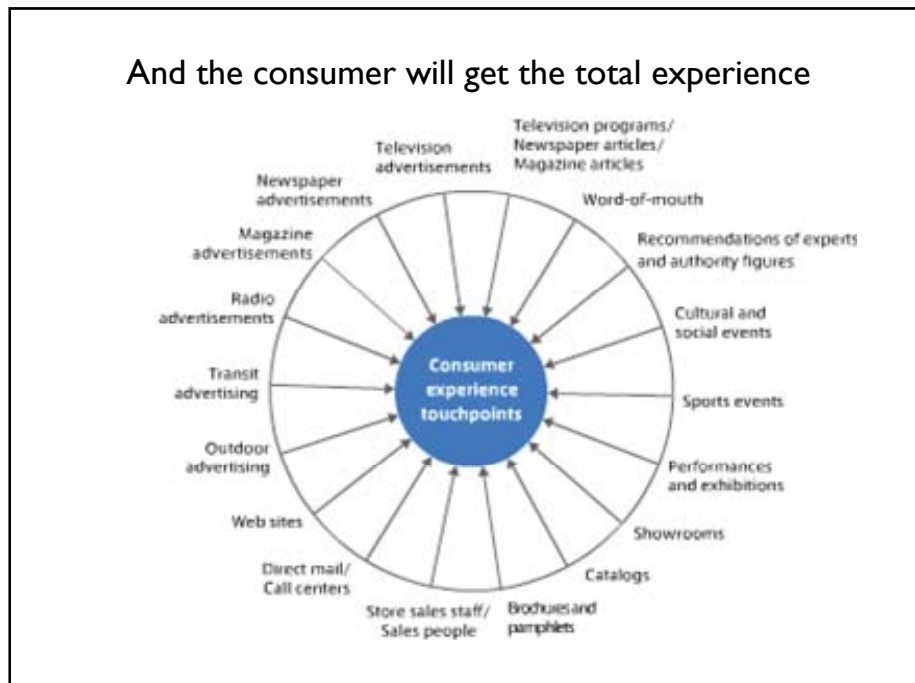 And the consumer will get the total experience
Television programs/
Newspaper articles/
Magazine articles
Word-of-mouth
Recommendations of experts
and authority figures
Cultural and
social events
Sports events
Performances
and exhibitions
Showrooms
Catalogs
Brochures and
pamphlets
Store sales staff/
Sales people
Direct mail/
Call centers
Web sites
Outdoor
advertising
Transit
advertising
Radio
advertisements
Magazine
advertisements
Newspaper
advertisements
Television
advertisements
Consumer
experience
touchpoints